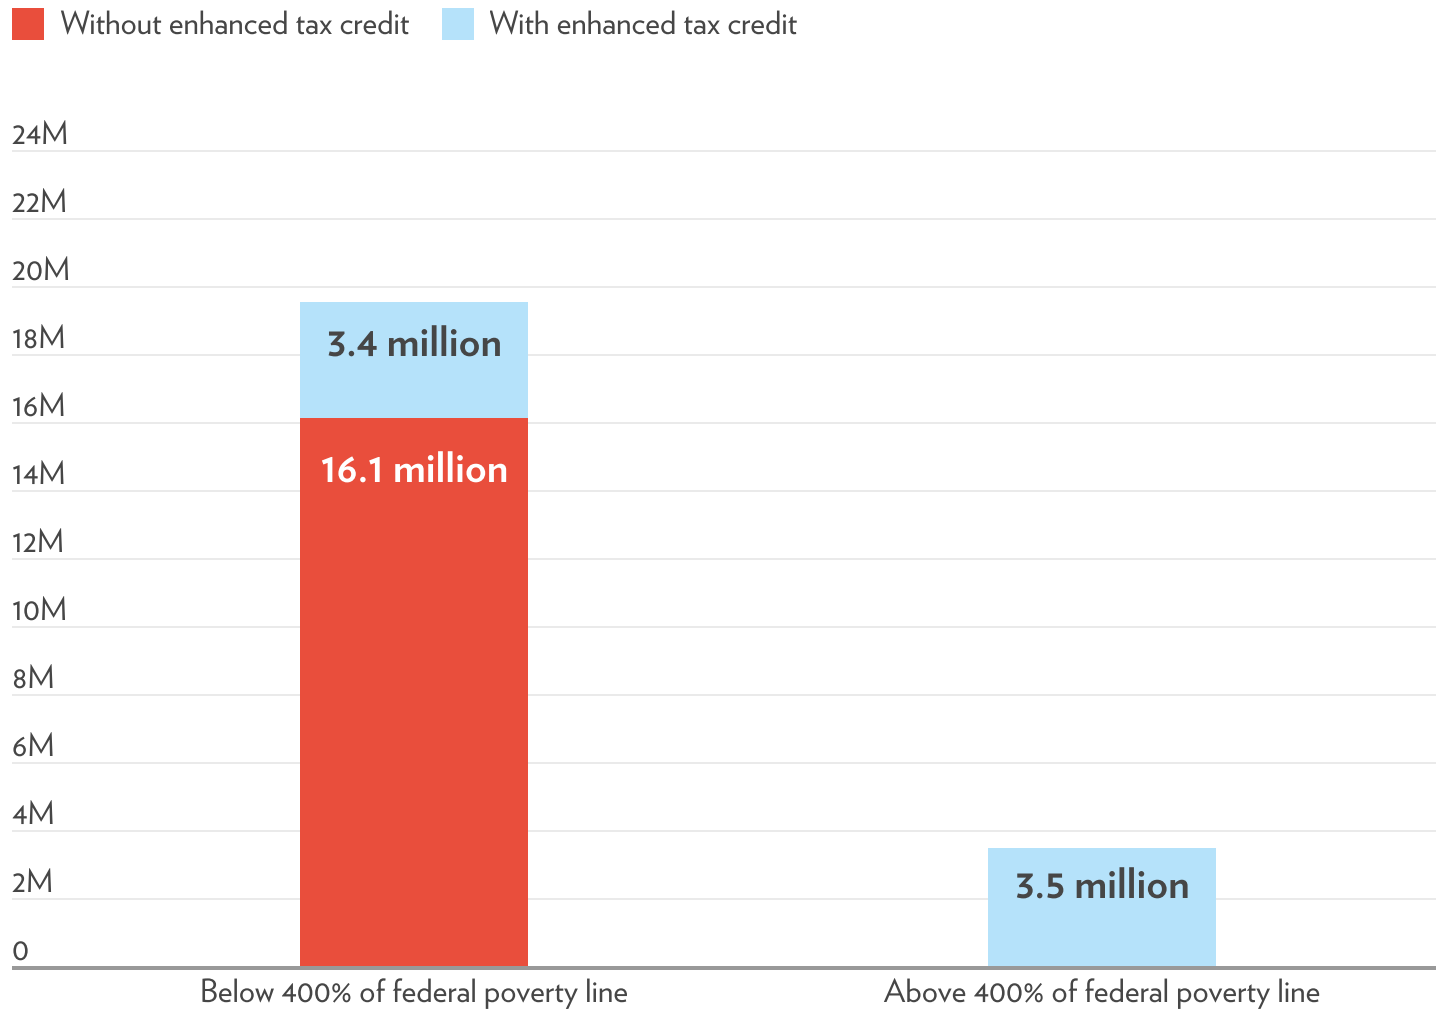 Without enhanced tax credit With enhanced tax credit
24M
22M
20M
18M
3.4 million
16M
14M
16.1 million
12M
10M
8M
6M
4M
2M
3.5 million
0
Below 400% of federal poverty line Above 400% of federal poverty line